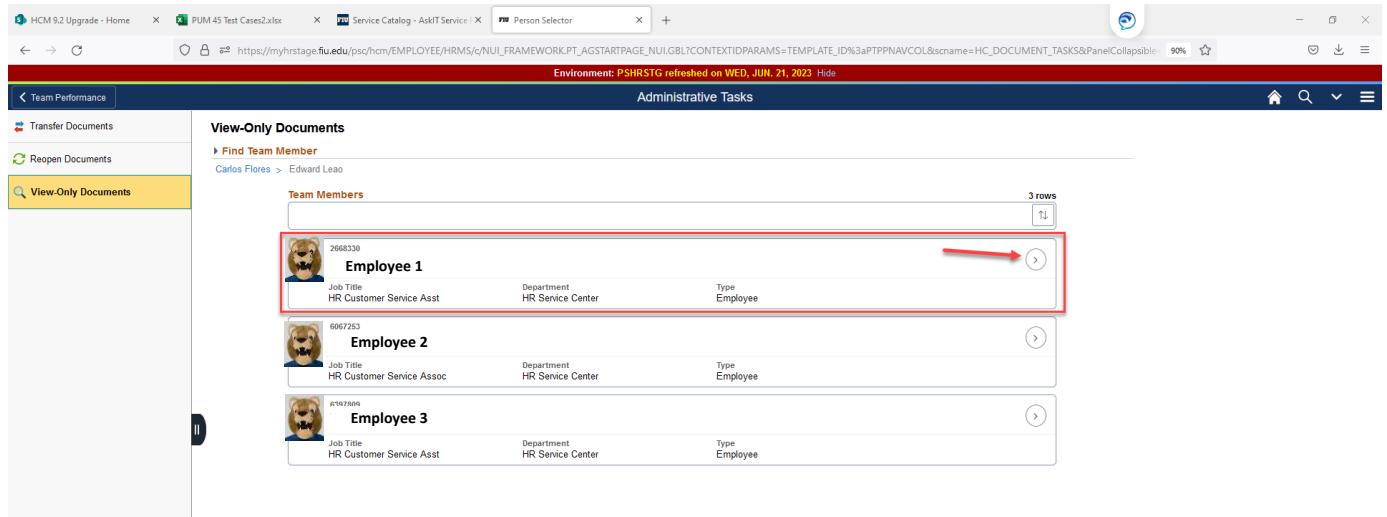 HCM 9.2 Upgrade - Home
PUM 45 Test Cases2.xlsx
FIU Service Catalog - AskIT Service
FIU Person Selector
https://myhrstage.fiu.edu/psc/hcm/EMPLOYEE/HRMS/c/NUI_FRAMEWORK.PT_AGSTARTPAGE_NUI.GBL?CONTEXTIDPARAMS=TEMPLATE_ID%3aPTPPNAVCOL&scname=HC_DOCUMENT_TASKS&PanelCollapsible
90%
Environment: PSHRSTG refreshed on WED, JUN. 21, 2023 Hide
Team Performance
Administrative Tasks
Transfer Documents
Reopen Documents
View-Only Documents
View-Only Documents
Find Team Member
Carlos Flores > Edward Leao
Team Members 3 rows
2668330
Employee 1
Job Title Department Type
HR Customer Service Asst HR Service Center Employee
6067253
Employee 2
Job Title Department Type
HR Customer Service Assoc HR Service Center Employee
6397809
Employee 3
Job Title Department Type
HR Customer Service Asst HR Service Center Employee